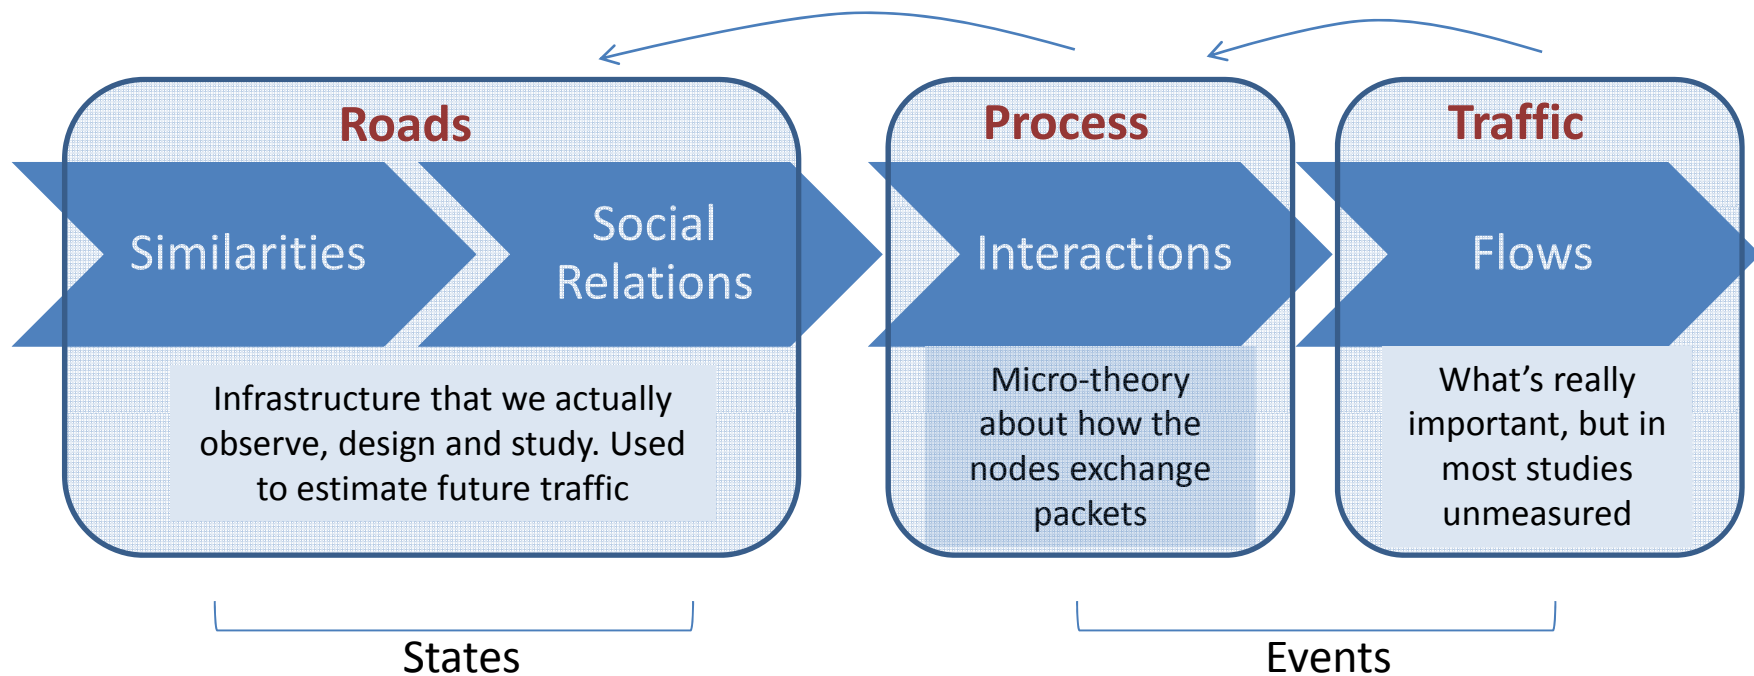 Roads
Similarities
Social
Relations
Infrastructure that we actually
observe, design and study. Used
to estimate future traffic
Process
Interactions
Micro-theory
about how the
nodes exchange
packets
Traffic
Flows
What’s really
important, but in
most studies
unmeasured
States
Events